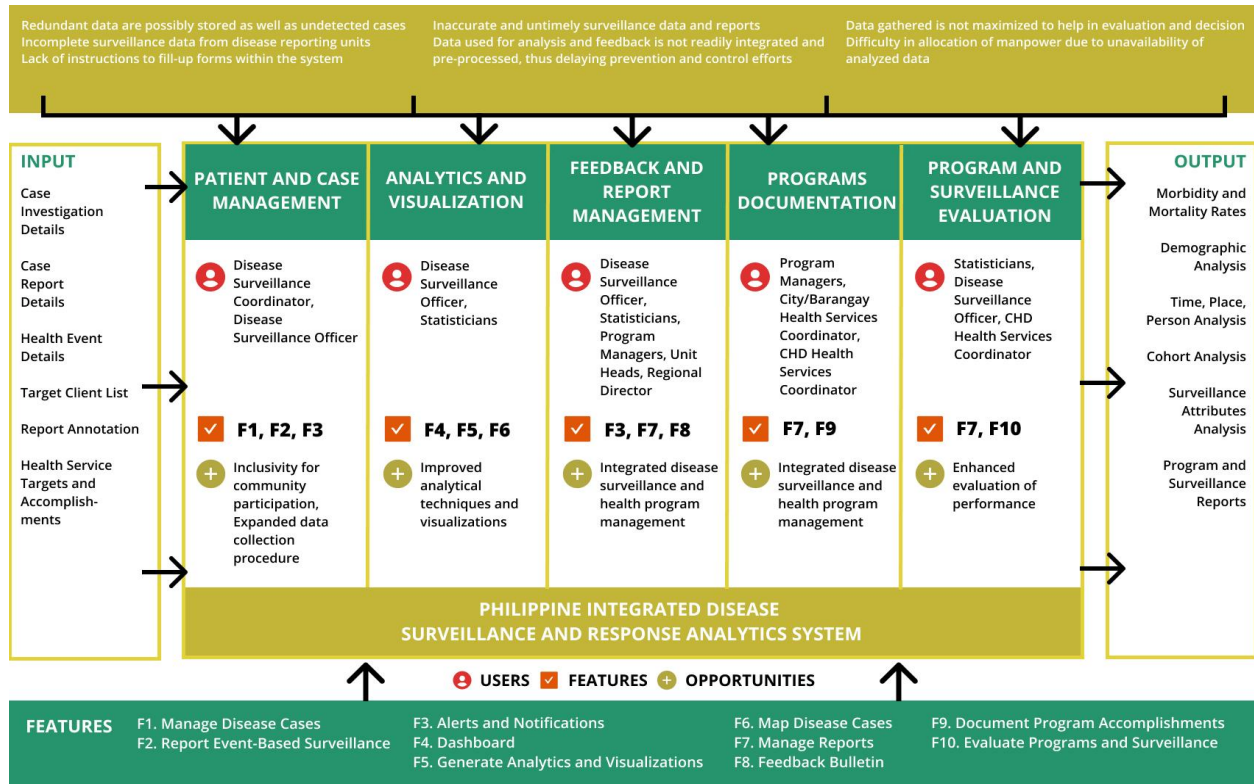 Redundant data are possibly stored as well as undetected cases
Incomplete surveillance data from disease reporting units
Lack of instructions to fill-up forms within the system
Inaccurate and untimely surveillance data and reports
Data used for analysis and feedback is not readily integrated and
pre-processed, thus delaying prevention and control efforts
Data gathered is not maximized to help in evaluation and decision
Difficulty in allocation of manpower due to unavailability of
analyzed data
INPUT
Case
Investigation
Details
Case
Report
Details
Health Event
Details
Target Client List
Report Annotation
Health Service
Targets and
Accomplish-
ments
PATIENT AND CASE
MANAGEMENT
Disease
Surveillance
Coordinator,
Disease
Surveillance Officer
F1, F2, F3
Inclusivity for
community
participation,
Expanded data
collection
procedure
ANALYTICS AND
VISUALIZATION
Disease
Surveillance
Officer,
Statisticians
F4, F5, F6
Improved
analytical
techniques and
visualizations
FEEDBACK AND
REPORT
MANAGEMENT
Disease
Surveillance
Officer,
Statisticians,
Program
Managers, Unit
Heads, Regional
Director
F3, F7, F8
Integrated disease
surveillance and
health program
management
PROGRAMS
DOCUMENTATION
Program
Managers,
City/Barangay
Health Services
Coordinator,
CHD Health
Services
Coordinator
F7, F9
Integrated disease
surveillance and
health program
management
PROGRAM AND
SURVEILLANCE
EVALUATION
Statisticians,
Disease
Surveillance
Officer, CHD
Health Services
Coordinator
F7, F10
Enhanced
evaluation of
performance
OUTPUT
Morbidity and
Mortality Rates
Demographic
Analysis
Time, Place,
Person Analysis
Cohort Analysis
Surveillance
Attributes
Analysis
Program and
Surveillance
Reports
PHILIPPINE INTEGRATED DISEASE
SURVEILLANCE AND RESPONSE ANALYTICS SYSTEM
USERS FEATURES OPPORTUNITIES
FEATURES
F1. Manage Disease Cases
F2. Report Event-Based Surveillance
F3. Alerts and Notifications
F4. Dashboard
F5. Generate Analytics and Visualizations
F6. Map Disease Cases
F7. Manage Reports
F8. Feedback Bulletin
F9. Document Program Accomplishments
F10. Evaluate Programs and Surveillance